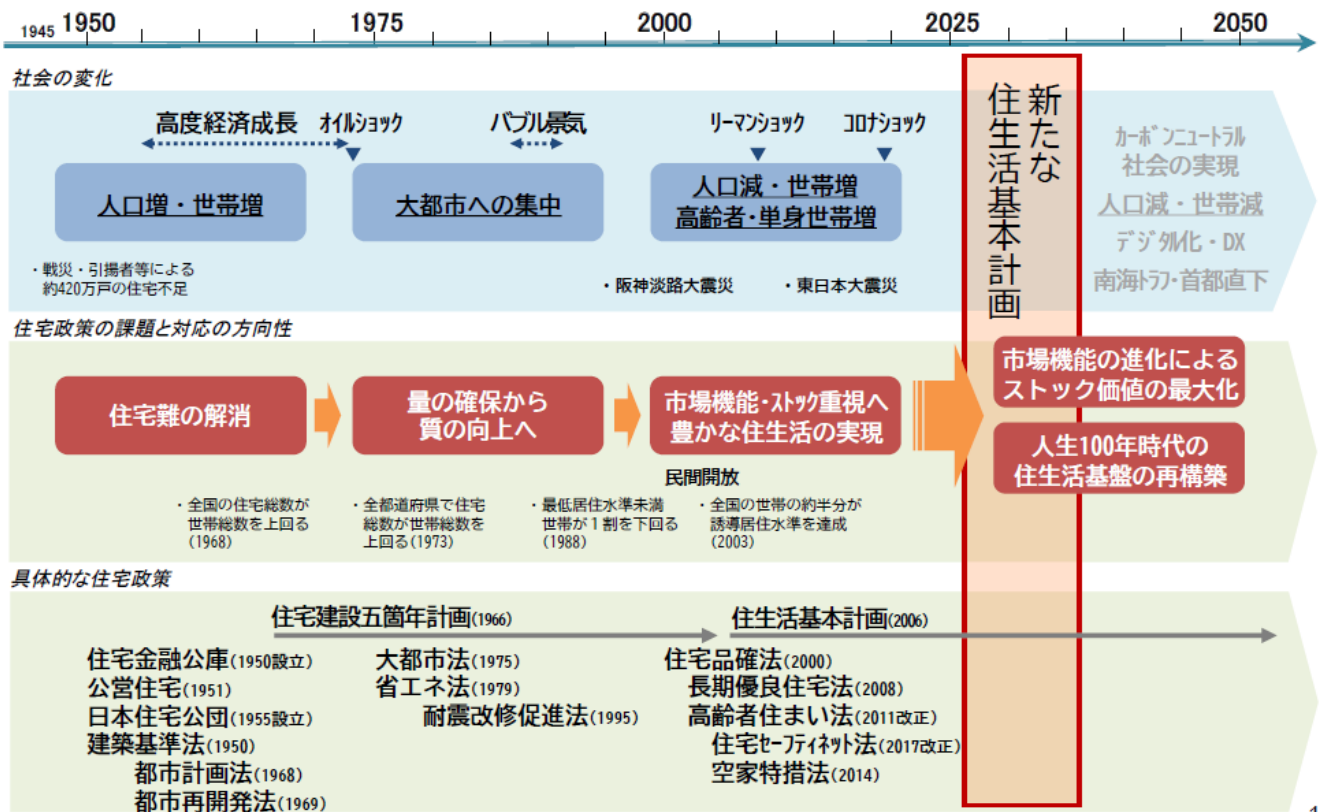 1945 1950 1975 2000 2025 2050
社会の変化
高度経済成長 オイルショック バブル景気 リーマンショック コロナショック
人口増・世帯増
大都市への集中
人口減・世帯増
高齢者・単身世帯増
・戦災・引揚者等による
約420万戸の住宅不足
・阪神淡路大震災 ・東日本大震災
新たな
住生活基本計画
カーボンニュートラル
社会の実現
人口減・世帯減
デジタル化・DX
南海トラフ・首都直下
住宅政策の課題と対応の方向性
住宅難の解消
量の確保から
質の向上へ
市場機能・ストック重視へ
豊かな住生活の実現
市場機能の進化による
ストック価値の最大化
人生100年時代の
住生活基盤の再構築
民間開放
・全国の住宅総数が
世帯総数を上回る
(1968)
・全都道府県で住宅
総数が世帯総数を
上回る(1973)
・最低居住水準未満
世帯が1割を下回る
(1988)
・全国の世帯の約半分が
誘導居住水準を達成
(2003)
具体的な住宅政策
住宅建設五箇年計画(1966)
住生活基本計画(2006)
住宅金融公庫(1950設立)
公営住宅(1951)
日本住宅公団(1955設立)
建築基準法(1950)
都市計画法(1968)
都市再開発法(1969)
大都市法(1975)
省エネ法(1979)
耐震改修促進法(1995)
住宅品確法(2000)
長期優良住宅法(2008)
高齢者住まい法(2011改正)
住宅セーフティネット法(2017改正)
空家特措法(2014)